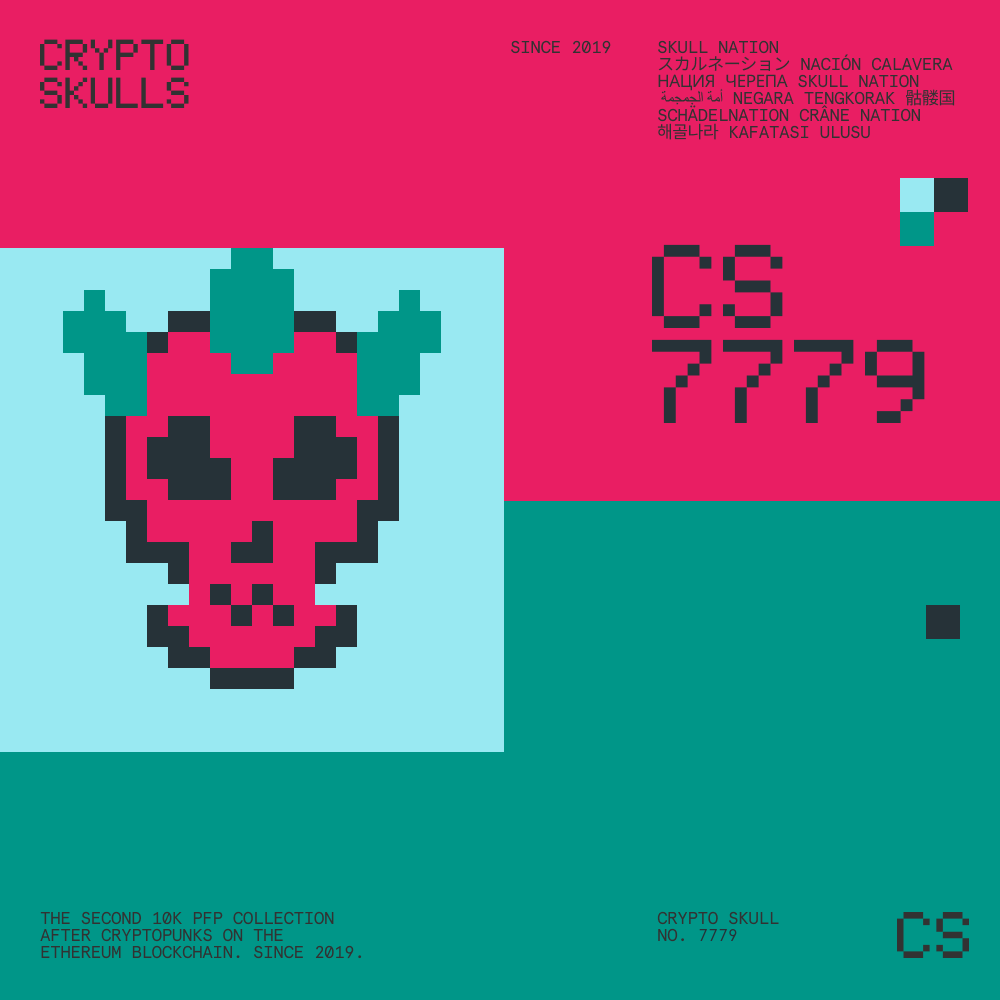 CRYPTO
SKULLS
SINCE 2019
SKULL NATION
スカルネーション NACIÓN CALAVERA
НАЦИЯ ЧЕРЕПА SKULL NATION
أمة الجمجمة NEGARA TENGKORAK 骷髅国
SCHÄDELNATION CRÂNE NATION
해골나라 KAFATASI ULUSU
CS
7779
THE SECOND 10K PFP COLLECTION
AFTER CRYPTOPUNKS ON THE
ETHEREUM BLOCKCHAIN. SINCE 2019.
CRYPTO SKULL
NO. 7779
CS